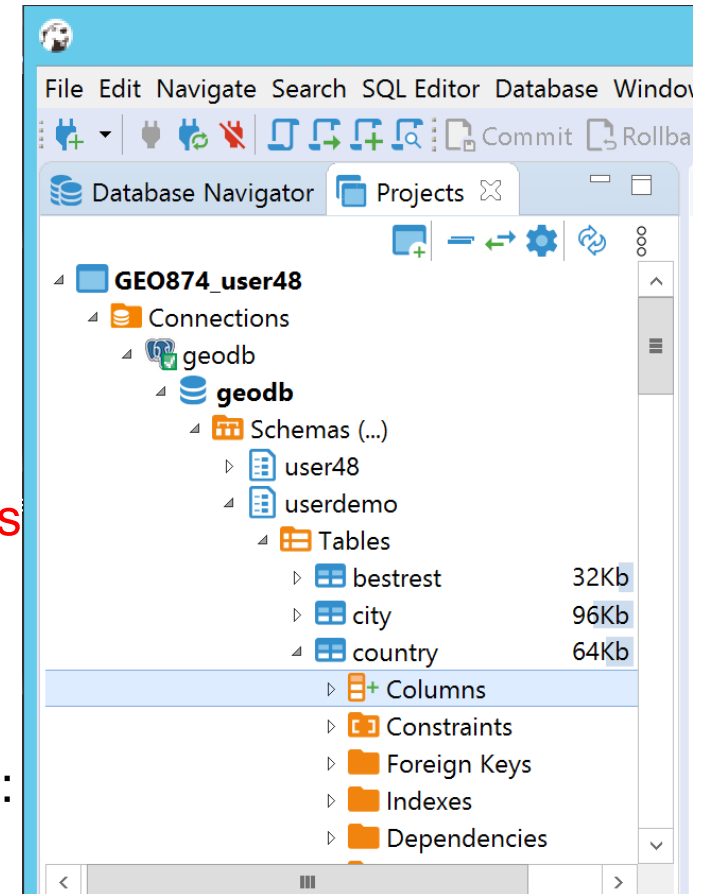 File Edit Navigate Search SQL Editor Database Windo
Commit Rollba
Database Navigator Projects
GEO874_user48
Connections
geodb
geodb
Schemas (...)
user48
s
userdemo
Tables
bestrest 32Kb
city 96Kb
country 64Kb
Columns
Constraints
Foreign Keys
:
Indexes
Dependencies